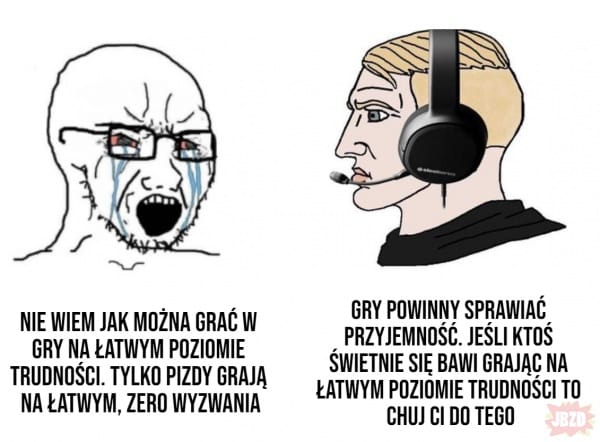 steelseries
NIE WIEM JAK MOŻNA GRAĆ W
GRY NA ŁATWYM POZIOMIE
TRUDNOŚCI. TYLKO PIZDY GRAJĄ
NA ŁATWYM, ZERO WYZWANIA
GRY POWINNY SPRAWIAĆ
PRZYJEMNOŚĆ. JEŚLI KTOŚ
ŚWIETNIE SIĘ BAWI GRAJĄC NA
ŁATWYM POZIOMIE TRUDNOŚCI TO
CHUJ CI DO TEGO
JBZD